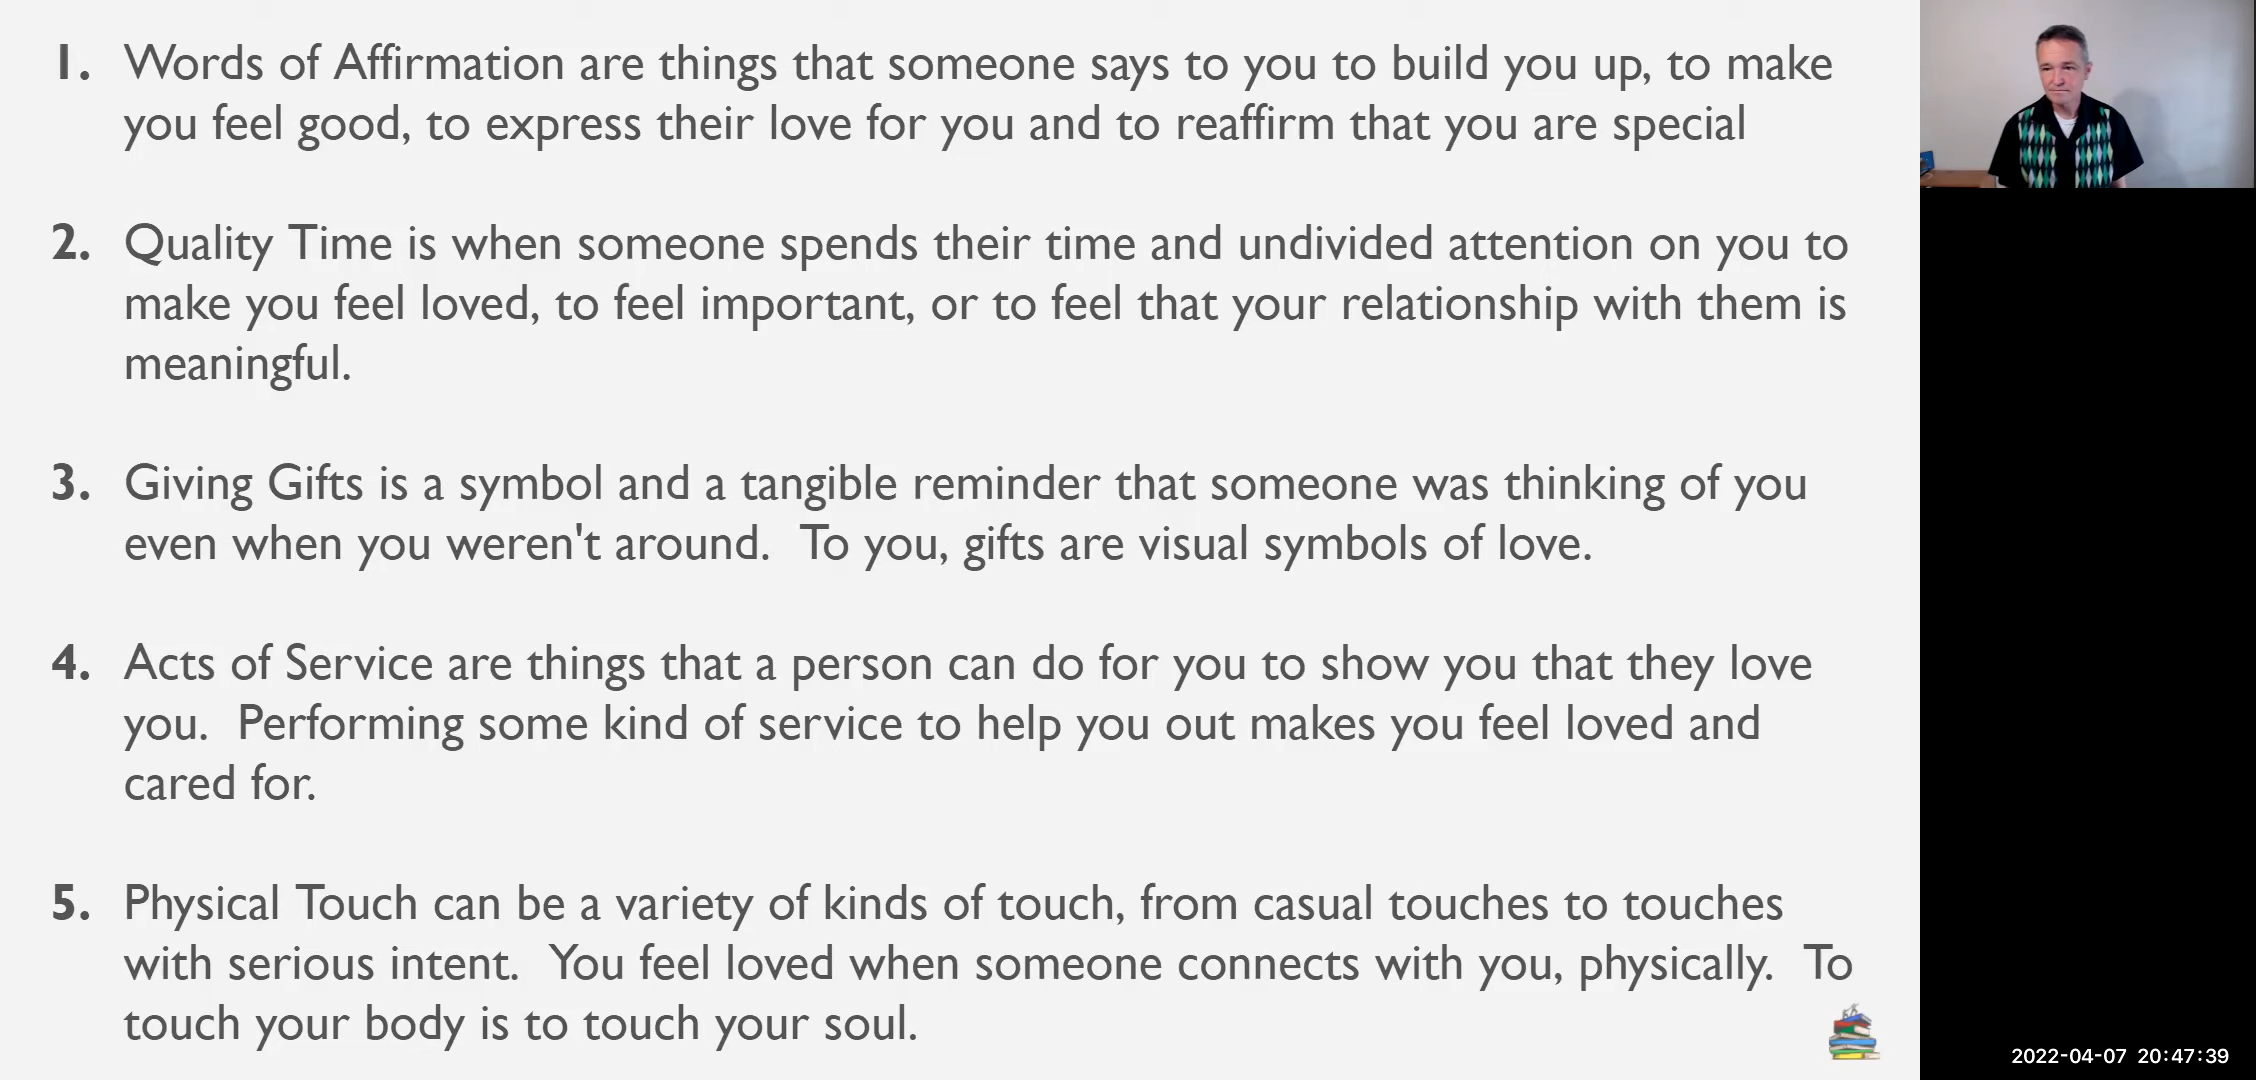 1. Words of Affirmation are things that someone says to you to build you up, to make
you feel good, to express their love for you and to reaffirm that you are special
2. Quality Time is when someone spends their time and undivided attention on you to
make you feel loved, to feel important, or to feel that your relationship with them is
meaningful.
3. Giving Gifts is a symbol and a tangible reminder that someone was thinking of you
even when you weren't around.  To you, gifts are visual symbols of love.
4. Acts of Service are things that a person can do for you to show you that they love
you.  Performing some kind of service to help you out makes you feel loved and
cared for.
5. Physical Touch can be a variety of kinds of touch, from casual touches to touches
with serious intent.  You feel loved when someone connects with you, physically.  To
touch your body is to touch your soul.
2022-04-07 20:47:39